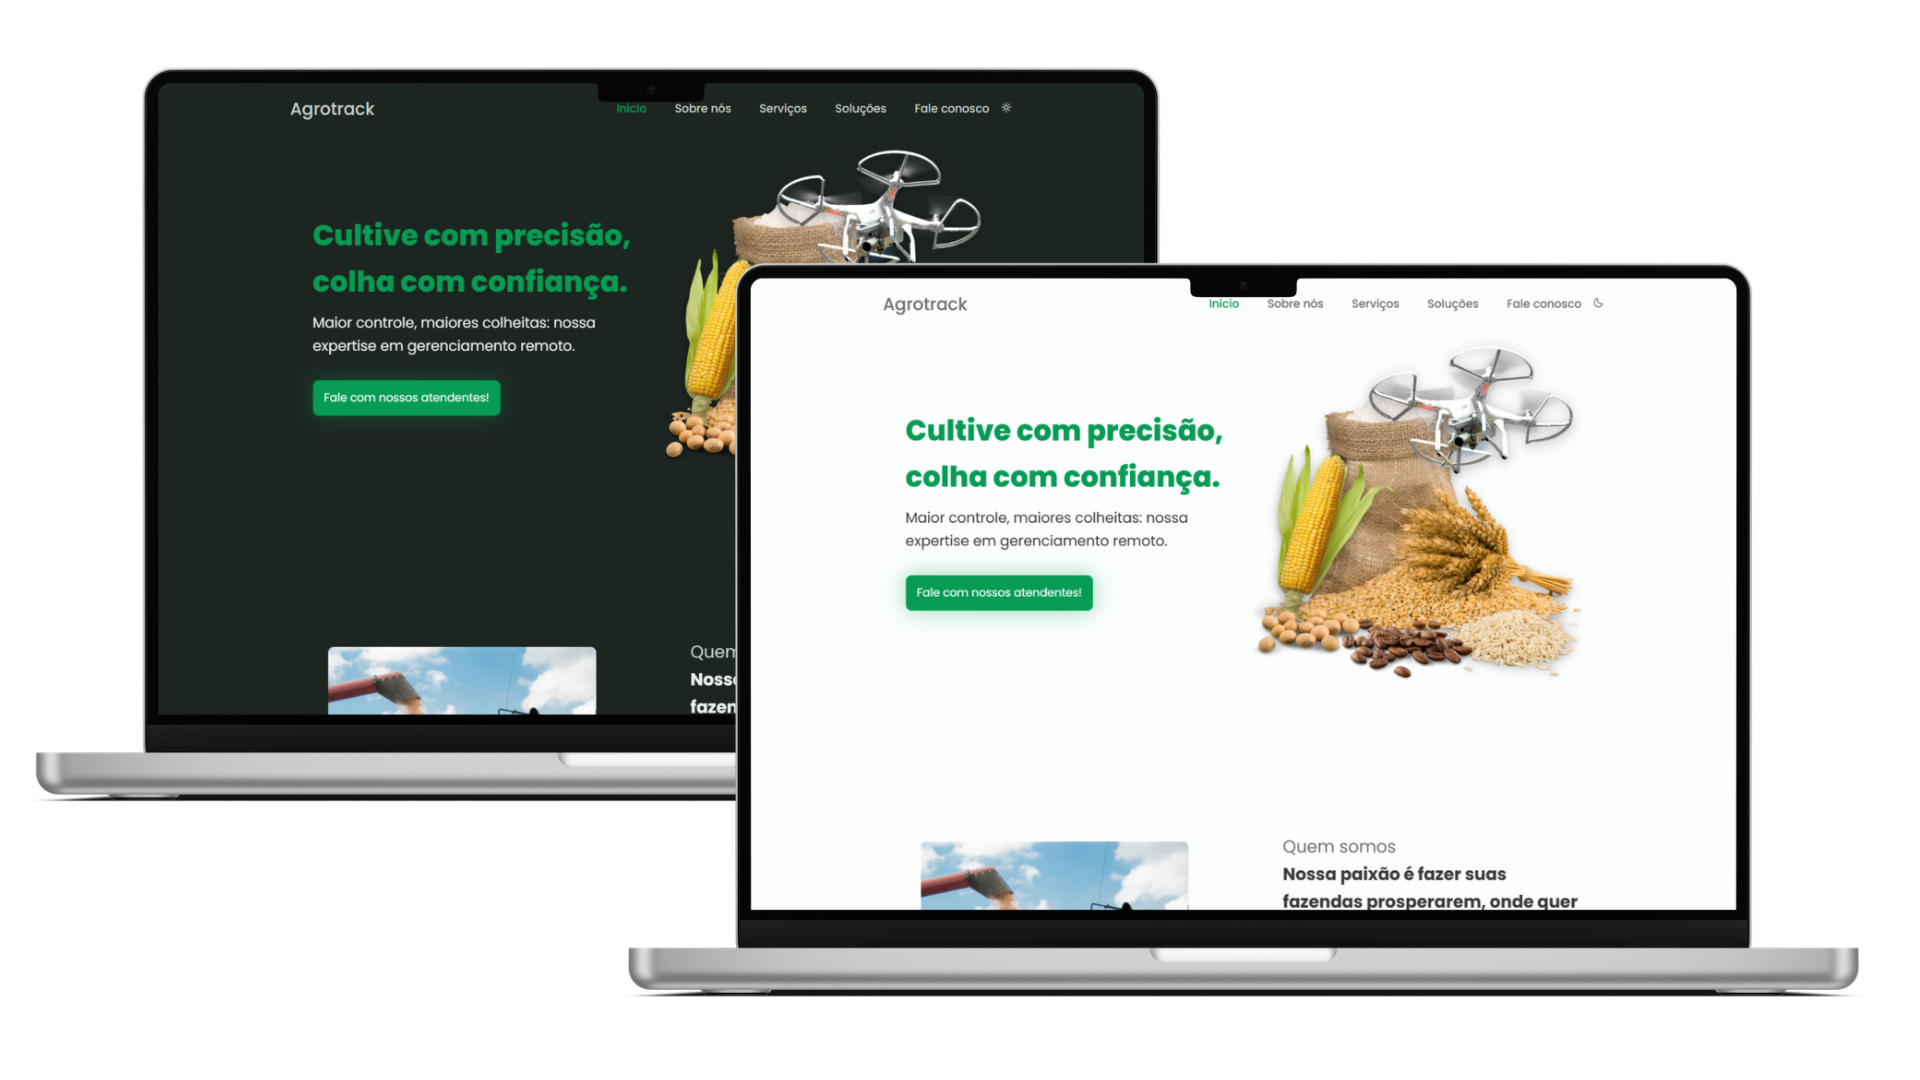 Agrotrack
Início Sobre nós Serviços Soluções Fale conosco
Cultive com precisão,
colha com confiança.
Maior controle, maiores colheitas: nossa
expertise em gerenciamento remoto.
Fale com nossos atendentes!
Quem
Noss
fazen
Agrotrack
Início Sobre nós Serviços Soluções Fale conosco
Cultive com precisão,
colha com confiança.
Maior controle, maiores colheitas: nossa
expertise em gerenciamento remoto.
Fale com nossos atendentes!
Quem somos
Nossa paixão é fazer suas
fazendas prosperarem, onde quer